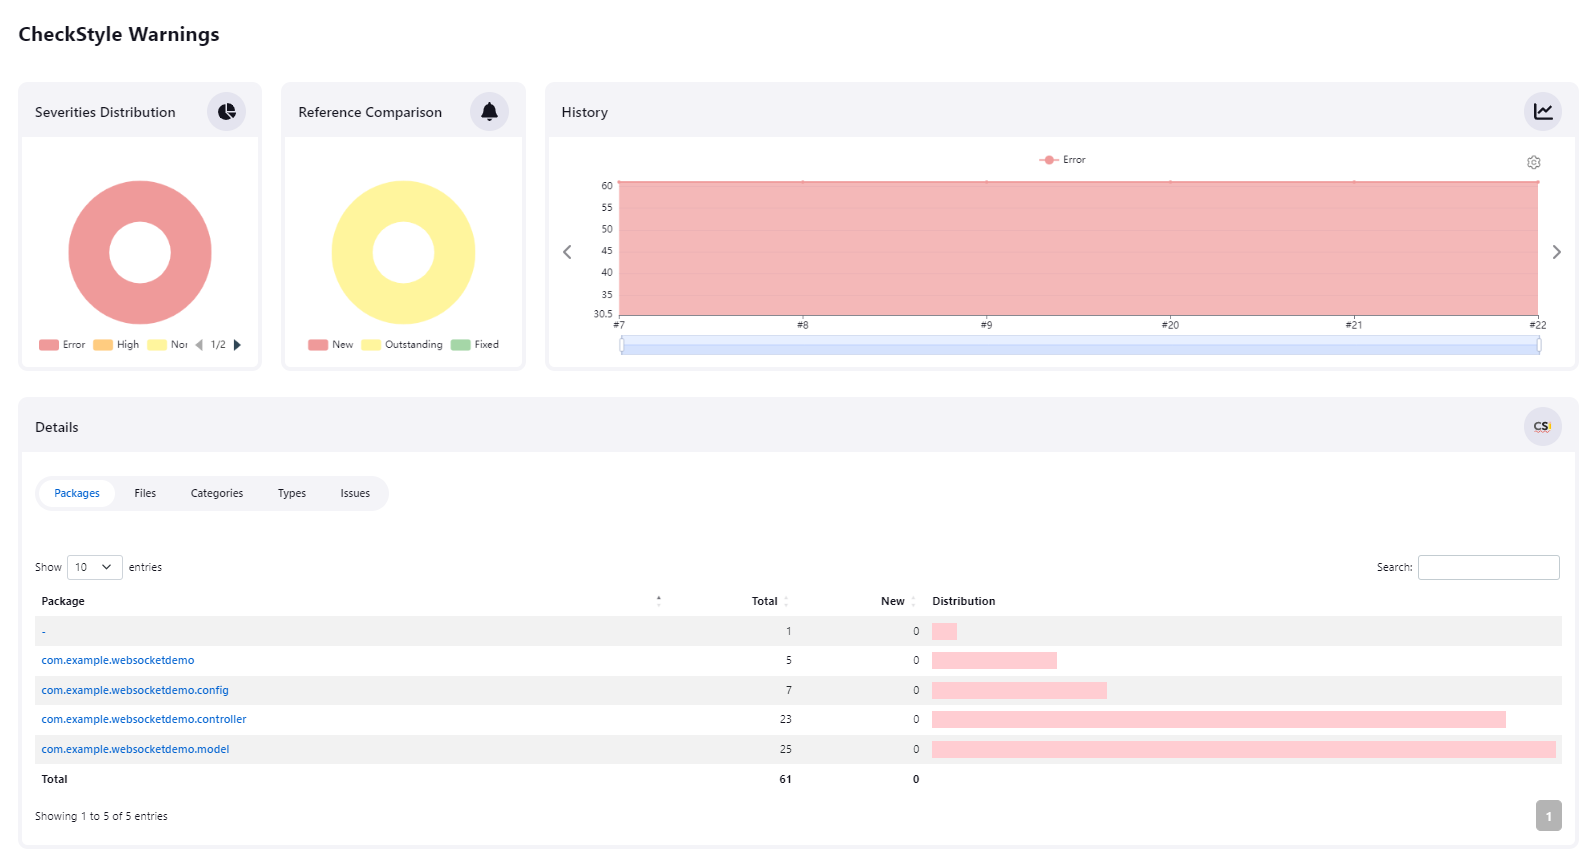 CheckStyle Warnings
Severities Distribution
Error High Nor 1/2
Reference Comparison
New Outstanding Fixed
History
Error
60
55
50
45
40
35
30.5
#7 #8 #9 #20 #21 #22
Details
CS
Packages Files Categories Types Issues
Show 10 entries
Search:
Package Total New Distribution
- 1 0
com.example.websocketdemo 5 0
com.example.websocketdemo.config 7 0
com.example.websocketdemo.controller 23 0
com.example.websocketdemo.model 25 0
Total 61 0
Showing 1 to 5 of 5 entries
1